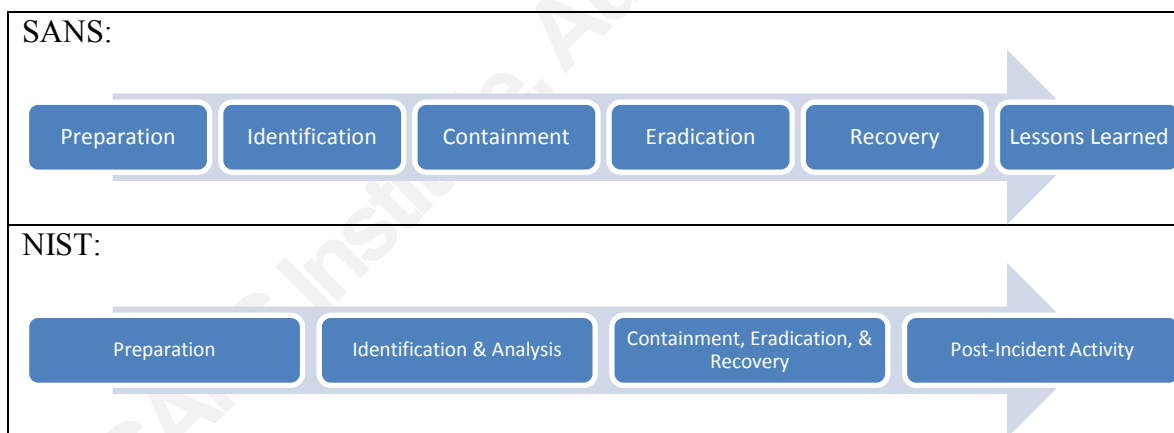 SANS:
Preparation
Identification
Containment
Eradication
Recovery
Lessons Learned
NIST:
Preparation
Identification & Analysis
Containment, Eradication, &
Recovery
Post-Incident Activity